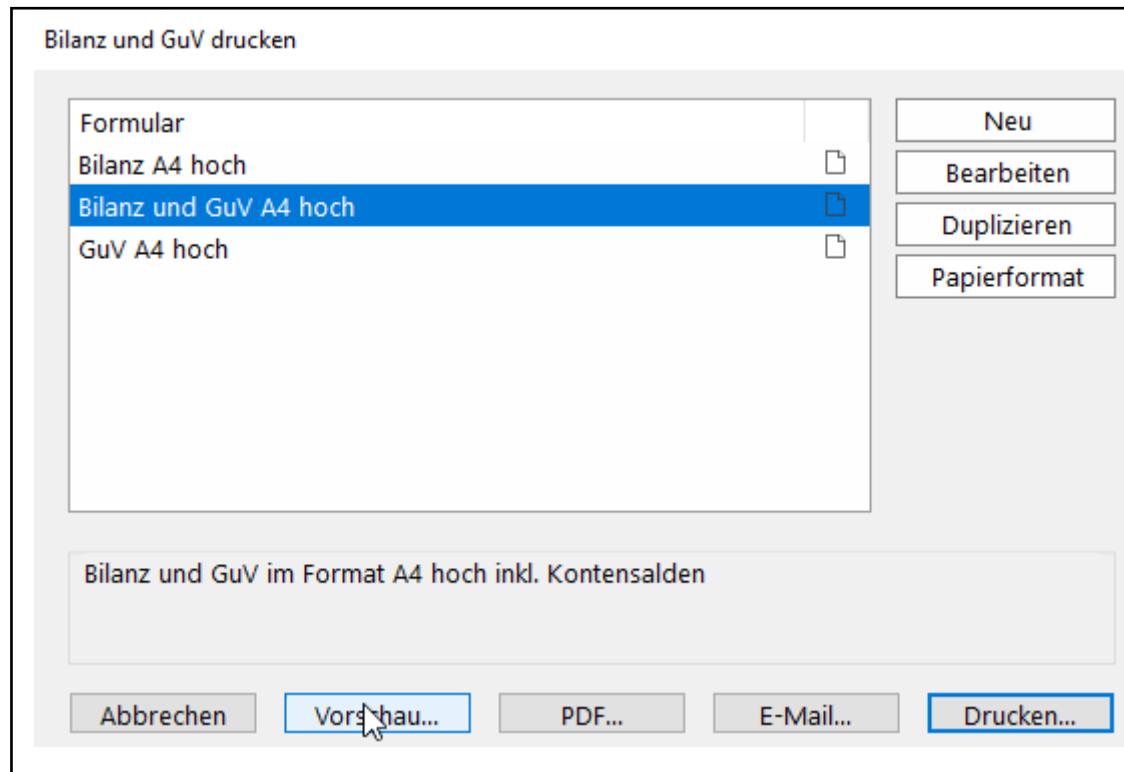 Bilanz und GuV drucken
Formular
Neu
Bilanz A4 hoch
Bearbeiten
Bilanz und GuV A4 hoch
Duplizieren
GuV A4 hoch
Papierformat
Bilanz und GuV im Format A4 hoch inkl. Kontensalden
Abbrechen Vorschau... PDF... E-Mail... Drucken...